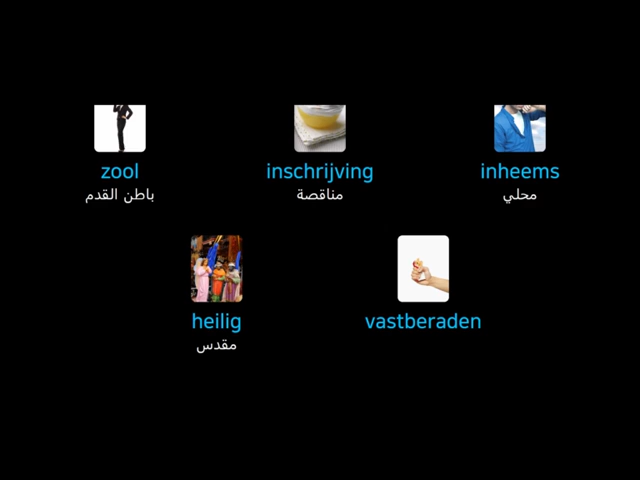 zool
باطن القدم
inschrijving
مناقصة
inheems
محلي
heilig
مقدس
vastberaden